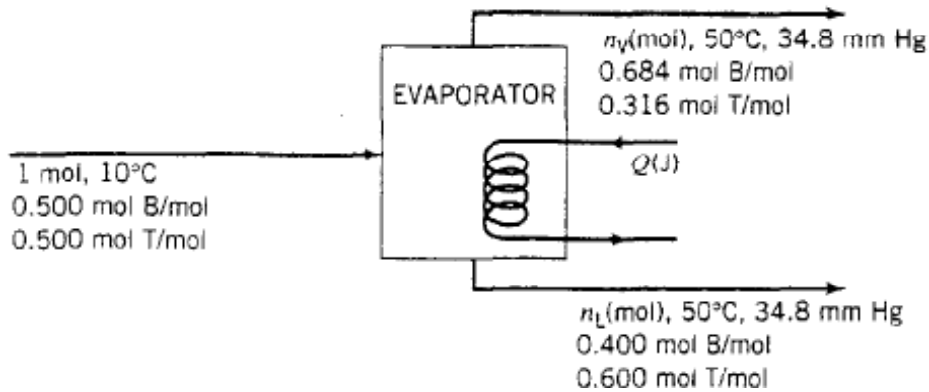 n_V(mol), 50°C, 34.8 mm Hg
0.684 mol B/mol
0.316 mol T/mol
EVAPORATOR
Q(J)
1 mol, 10°C
0.500 mol B/mol
0.500 mol T/mol
n_L(mol), 50°C, 34.8 mm Hg
0.400 mol B/mol
0.600 mol T/mol